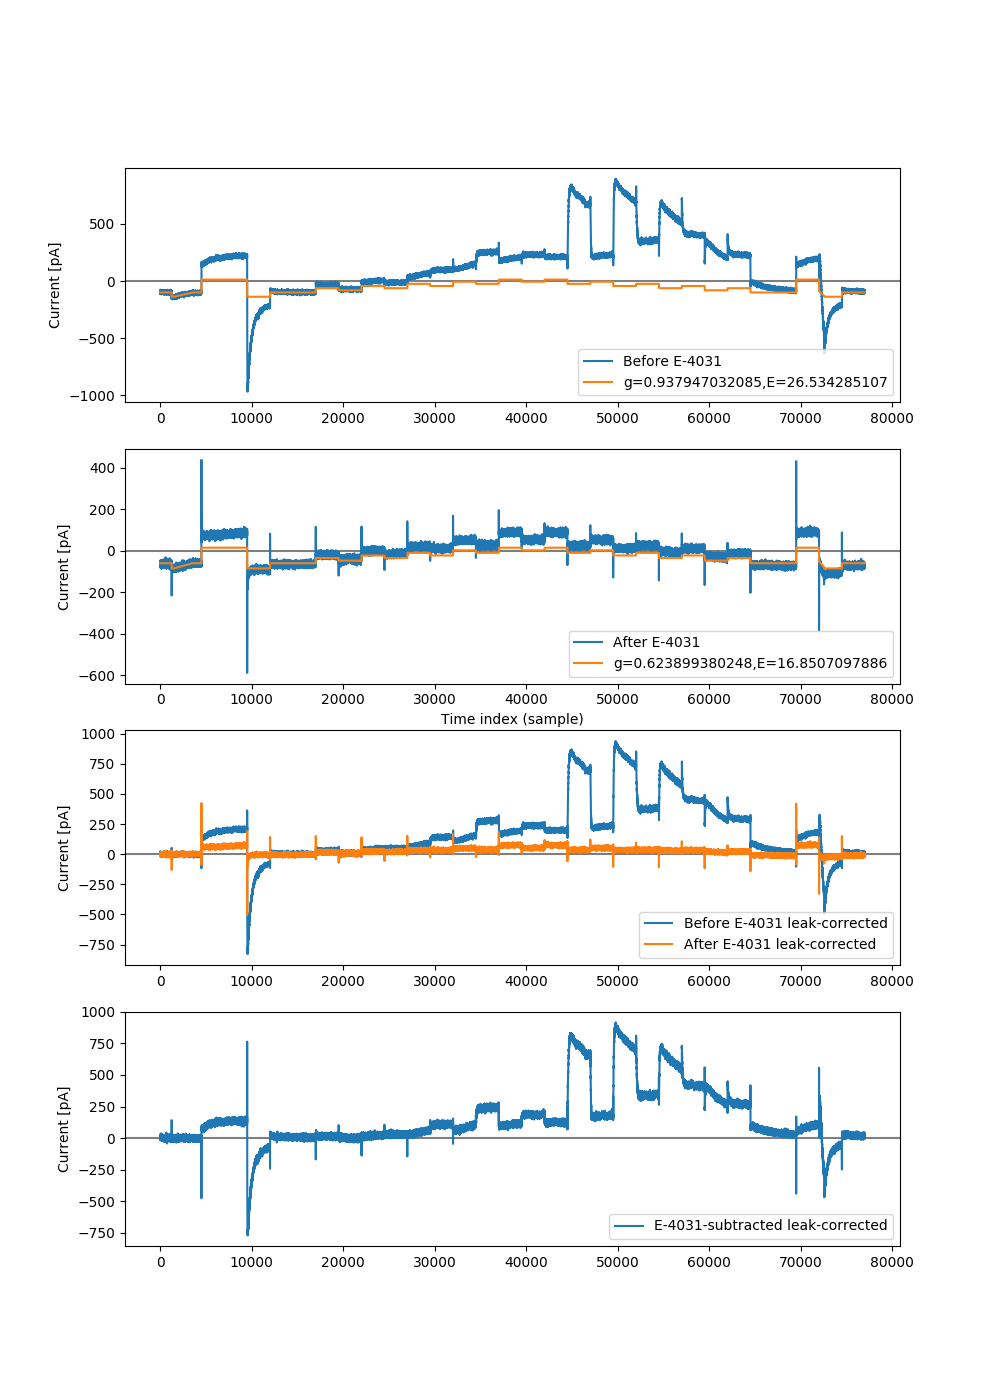 Current [pA]
500
0
−500
−1000
0 10000 20000 30000 40000 50000 60000 70000 80000
Before E-4031
g=0.937947032085,E=26.534285107
Current [pA]
400
200
0
−200
−400
−600
0 10000 20000 30000 40000 50000 60000 70000 80000
Time index (sample)
After E-4031
g=0.623899380248,E=16.8507097886
Current [pA]
1000
750
500
250
0
−250
−500
−750
0 10000 20000 30000 40000 50000 60000 70000 80000
Before E-4031 leak-corrected
After E-4031 leak-corrected
Current [pA]
1000
750
500
250
0
−250
−500
−750
0 10000 20000 30000 40000 50000 60000 70000 80000
E-4031-subtracted leak-corrected